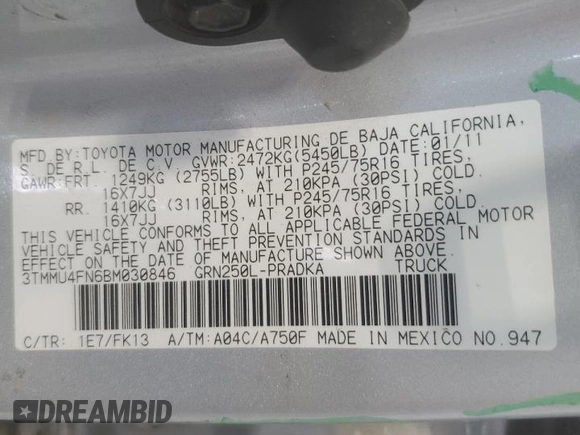 MFD.BY:TOYOTA MOTOR MANUFACTURING DE BAJA CALIFORNIA,
S. DE R.L. DE C.V. GVWR:2472KG(5450LB) DATE:01/11
GAWR:FRT. 1249KG (2755LB) WITH P245/75R16 TIRES,
16X7JJ RIMS, AT 210KPA (30PSI) COLD.
RR. 1410KG (3110LB) WITH P245/75R16 TIRES,
16X7JJ RIMS, AT 210KPA (30PSI) COLD.
THIS VEHICLE CONFORMS TO ALL APPLICABLE FEDERAL MOTOR
VEHICLE SAFETY AND THEFT PREVENTION STANDARDS IN
EFFECT ON THE DATE OF MANUFACTURE SHOWN ABOVE.
3TMMU4FN6BM030846 GRN250L-PRADKA TRUCK
C/TR: 1E7/FK13 A/TM:A04C/A750F MADE IN MEXICO NO.947
DREAMBID